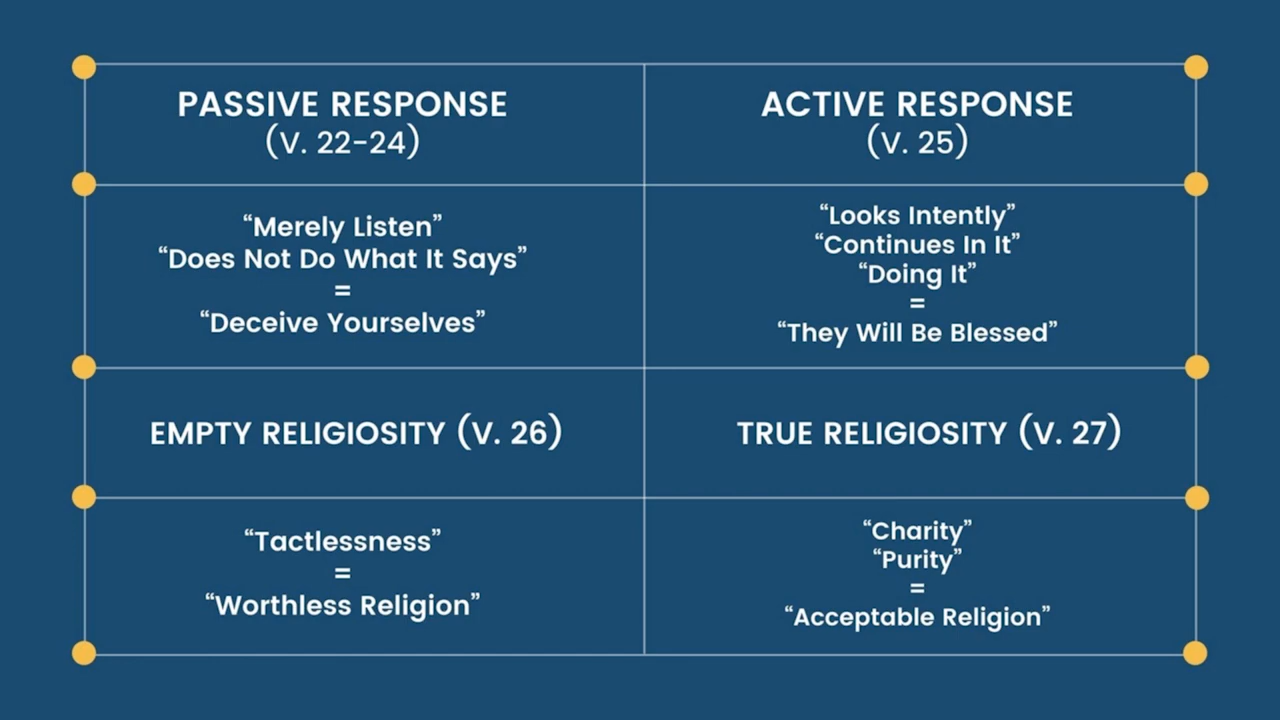 PASSIVE RESPONSE
(V. 22-24)
ACTIVE RESPONSE
(V. 25)
“Merely Listen”
“Does Not Do What It Says”
=
“Deceive Yourselves”
“Looks Intently”
“Continues In It”
“Doing It”
=
“They Will Be Blessed”
EMPTY RELIGIOSITY (V. 26)
TRUE RELIGIOSITY (V. 27)
“Tactlessness”
=
“Worthless Religion”
“Charity”
“Purity”
=
“Acceptable Religion”